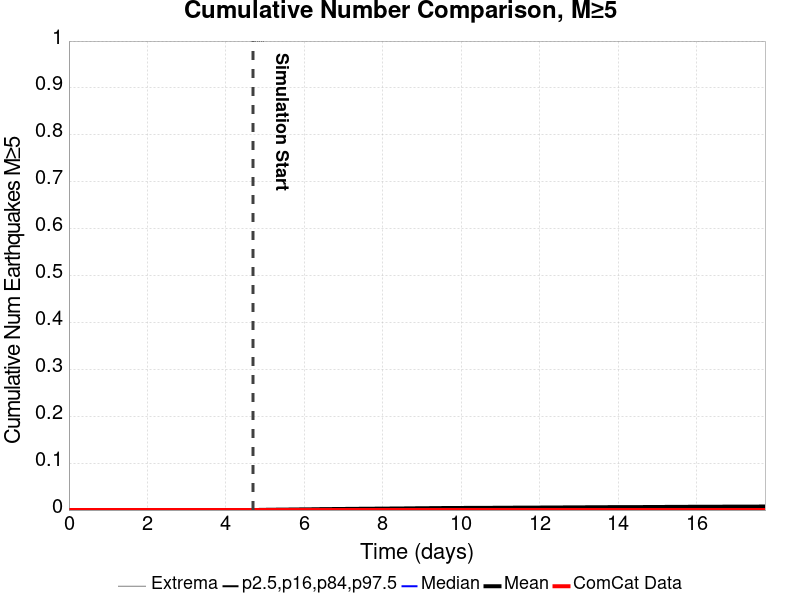 Cumulative Number Comparison, M≥5
Cumulative Num Earthquakes M≥5
1
0.9
0.8
0.7
0.6
0.5
0.4
0.3
0.2
0.1
0
Simulation Start
0 2 4 6 8 10 12 14 16
Time (days)
Extrema p2.5,p16,p84,p97.5 Median Mean ComCat Data